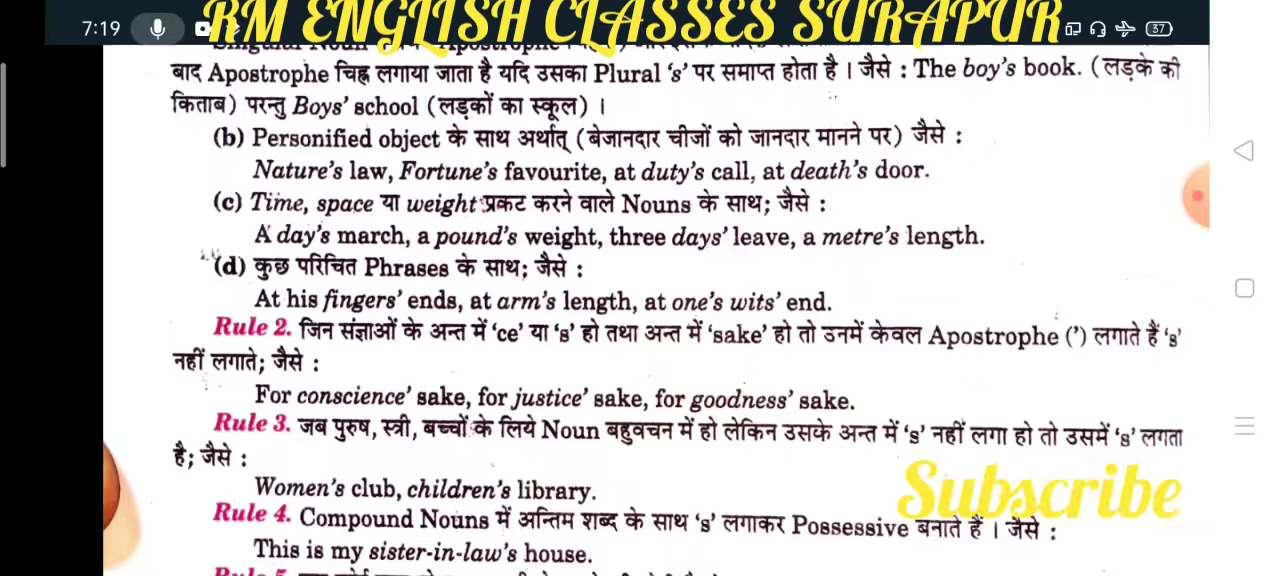 RM ENGLISH CLASSES SURAPUR
7:19
37
बाद Apostrophe चिह्न लगाया जाता है यदि उसका Plural ‘s’ पर समाप्त होता है । जैसे : The boy’s book. (लड़के की
किताब) परन्तु Boys’ school (लड़कों का स्कूल) ।
(b) Personified object के साथ अर्थात् (बेजानदार चीजों को जानदार मानने पर) जैसे :
Nature’s law, Fortune’s favourite, at duty’s call, at death’s door.
(c) Time, space या weight प्रकट करने वाले Nouns के साथ; जैसे :
A day’s march, a pound’s weight, three days’ leave, a metre’s length.
(d) कुछ परिचित Phrases के साथ; जैसे :
At his fingers’ ends, at arm’s length, at one’s wits’ end.
Rule 2. जिन संज्ञाओं के अन्त में ‘ce’ या ‘s’ हो तथा अन्त में ‘sake’ हो तो उनमें केवल Apostrophe (’) लगाते हैं ‘s’
नहीं लगाते; जैसे :
For conscience’ sake, for justice’ sake, for goodness’ sake.
Rule 3. जब पुरुष, स्त्री, बच्चों के लिये Noun बहुवचन में हो लेकिन उसके अन्त में ‘s’ नहीं लगा हो तो उसमें ‘s’ लगता
है; जैसे :
Women’s club, children’s library.
Subscribe
Rule 4. Compound Nouns में अन्तिम शब्द के साथ ‘s’ लगाकर Possessive बनाते हैं । जैसे :
This is my sister-in-law’s house.